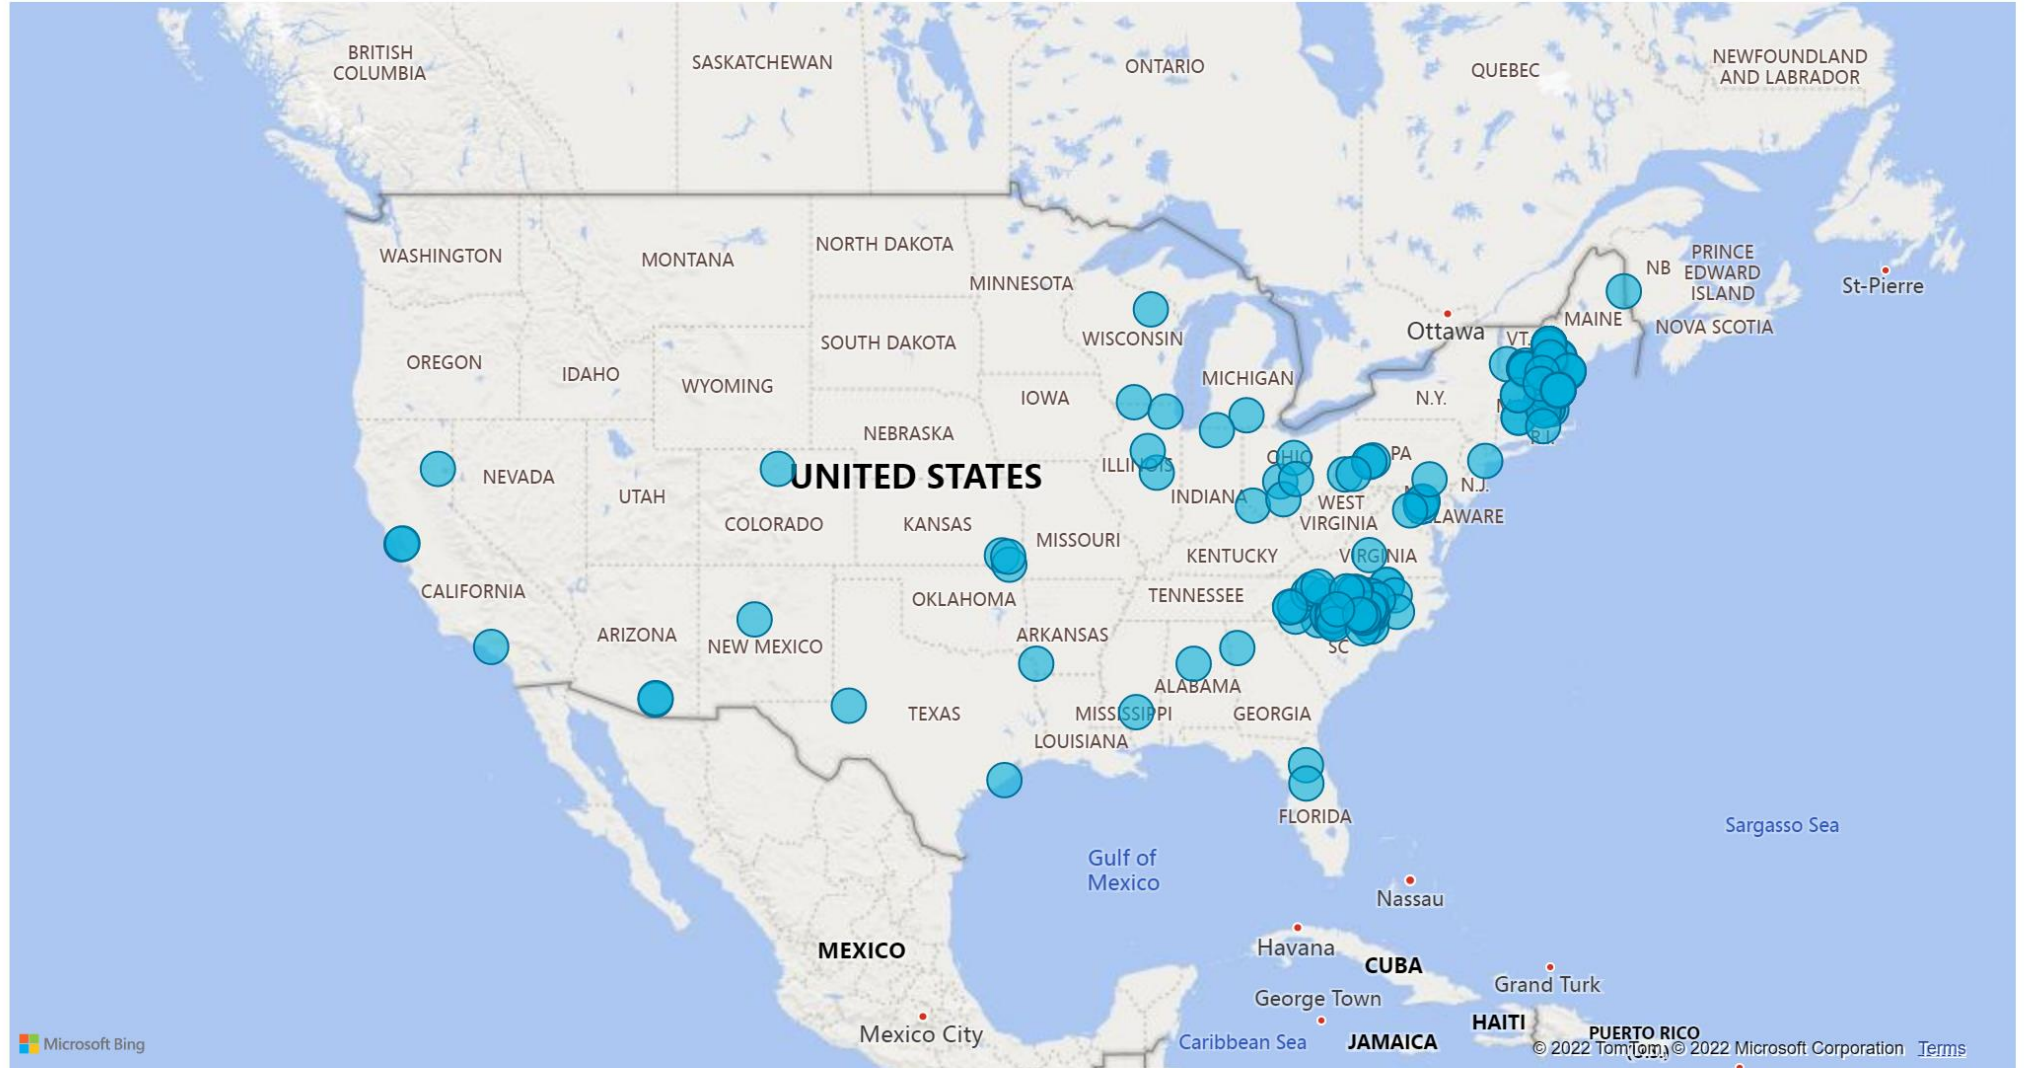 BRITISH
COLUMBIA
SASKATCHEWAN
ONTARIO
QUEBEC
NEWFOUNDLAND
AND LABRADOR
WASHINGTON
MONTANA
NORTH DAKOTA
MINNESOTA
NB
PRINCE
EDWARD
ISLAND
St-Pierre
OREGON
IDAHO
WYOMING
SOUTH DAKOTA
WISCONSIN
Ottawa
VT.
MAINE
NOVA SCOTIA
IOWA
MICHIGAN
N.Y.
NEBRASKA
R.I.
NEVADA
UTAH
UNITED STATES
ILLINOIS
OHIO
PA
INDIANA
N.J.
COLORADO
KANSAS
MISSOURI
WEST
VIRGINIA
LAWARE
KENTUCKY
VIRGINIA
CALIFORNIA
OKLAHOMA
TENNESSEE
ARIZONA
NEW MEXICO
ARKANSAS
SC
TEXAS
MISSISSIPPI
ALABAMA
GEORGIA
LOUISIANA
FLORIDA
Sargasso Sea
Gulf of
Mexico
Nassau
MEXICO
Havana
CUBA
Grand Turk
George Town
Mexico City
Caribbean Sea
JAMAICA
HAITI
PUERTO RICO
Microsoft Bing
© 2022 TomTom, © 2022 Microsoft Corporation Terms